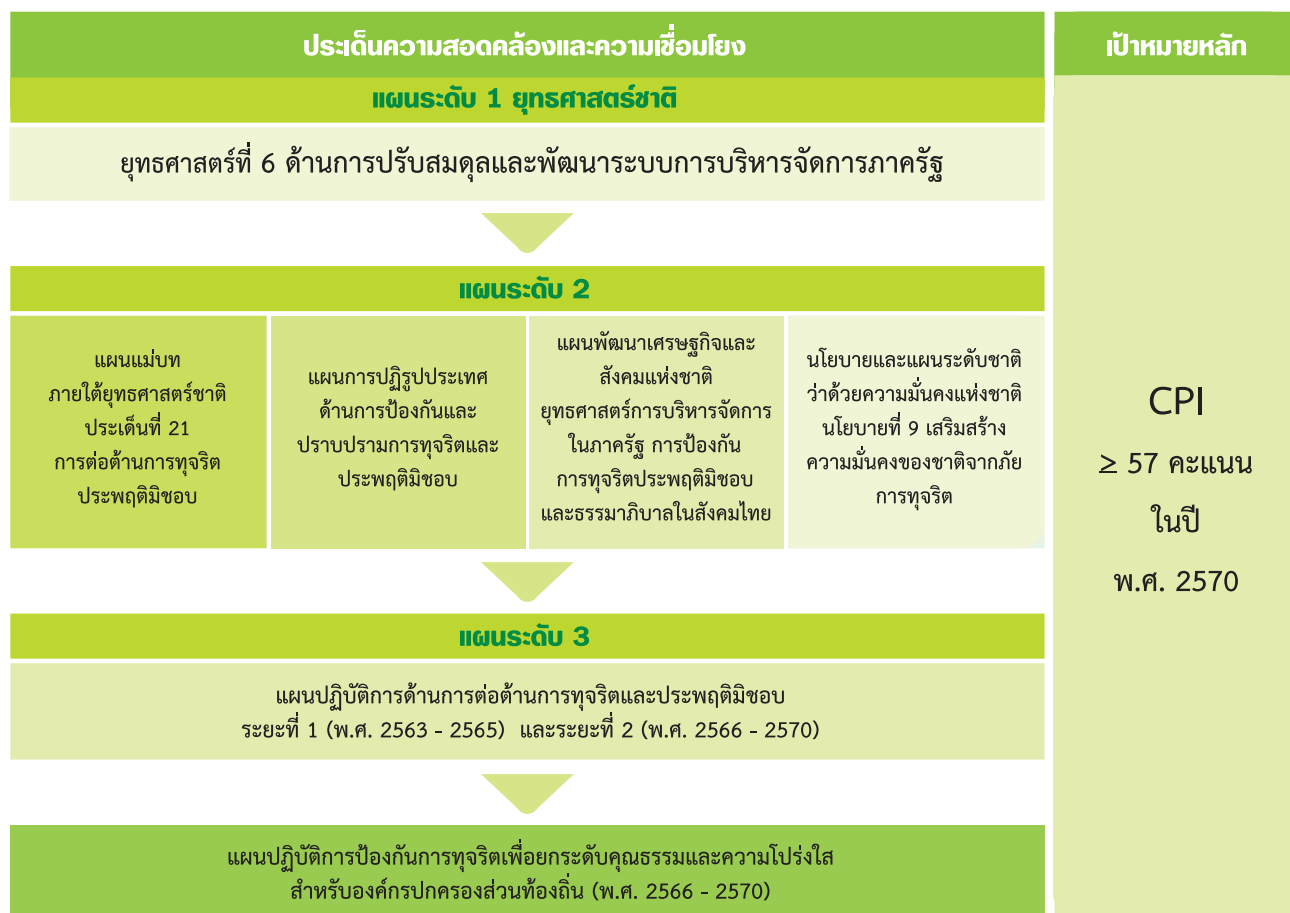 ประเด็นความสอดคล้องและความเชื่อมโยง
แผนระดับ 1 ยุทธศาสตร์ชาติ
ยุทธศาสตร์ที่ 6 ด้านการปรับสมดุลและพัฒนาระบบการบริหารจัดการภาครัฐ
แผนระดับ 2
แผนแม่บท
ภายใต้ยุทธศาสตร์ชาติ
ประเด็นที่ 21
การต่อต้านการทุจริต
ประพฤติมิชอบ
แผนการปฏิรูปประเทศ
ด้านการป้องกันและ
ปราบปรามการทุจริตและ
ประพฤติมิชอบ
แผนพัฒนาเศรษฐกิจและ
สังคมแห่งชาติ
ยุทธศาสตร์การบริหารจัดการ
ในภาครัฐ การป้องกัน
การทุจริตประพฤติมิชอบ
และธรรมาภิบาลในสังคมไทย
นโยบายและแผนระดับชาติ
ว่าด้วยความมั่นคงแห่งชาติ
นโยบายที่ 9 เสริมสร้าง
ความมั่นคงของชาติจากภัย
การทุจริต
แผนระดับ 3
แผนปฏิบัติการด้านการต่อต้านการทุจริตและประพฤติมิชอบ
ระยะที่ 1 (พ.ศ. 2563 - 2565) และระยะที่ 2 (พ.ศ. 2566 - 2570)
แผนปฏิบัติการป้องกันการทุจริตเพื่อยกระดับคุณธรรมและความโปร่งใส
สำหรับองค์กรปกครองส่วนท้องถิ่น (พ.ศ. 2566 - 2570)
เป้าหมายหลัก
CPI
≥ 57 คะแนน
ในปี
พ.ศ. 2570